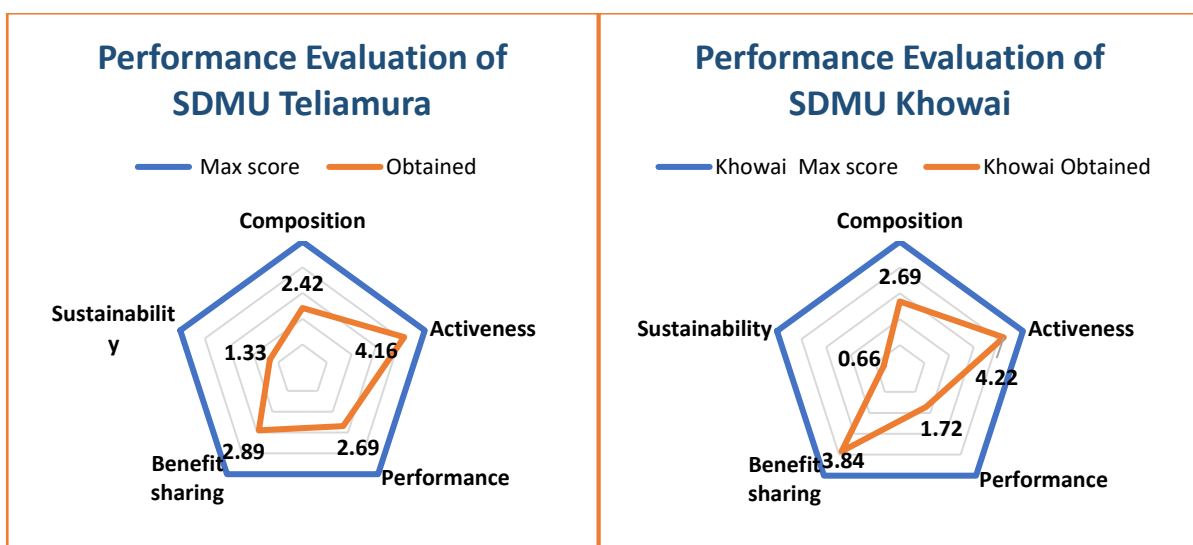 Performance Evaluation of
SDMU Teliamura
Max score
Obtained
Composition
2.42
Sustainabilit
y
Activeness
1.33
4.16
2.89
2.69
Benefit
sharing
Performance
Performance Evaluation of
SDMU Khowai
Khowai  Max score
Khowai Obtained
Composition
2.69
Sustainability
Activeness
0.66
4.22
1.72
3.84
Benefit
sharing
Performance